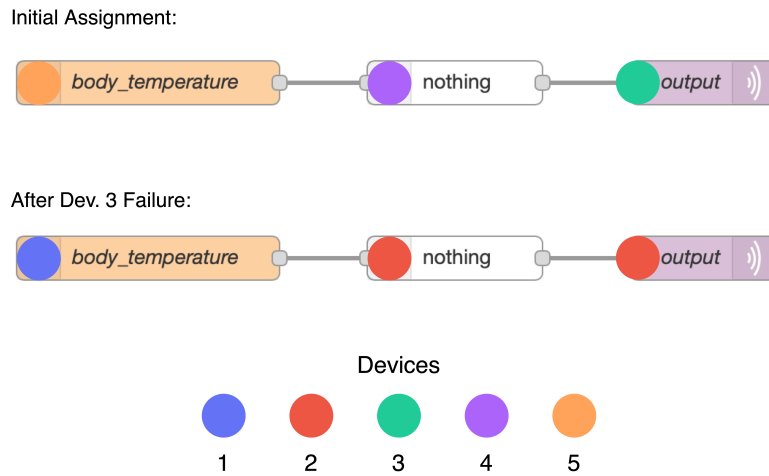 Initial Assignment:
body_temperature nothing output
After Dev. 3 Failure:
body_temperature nothing output
Devices
1 2 3 4 5